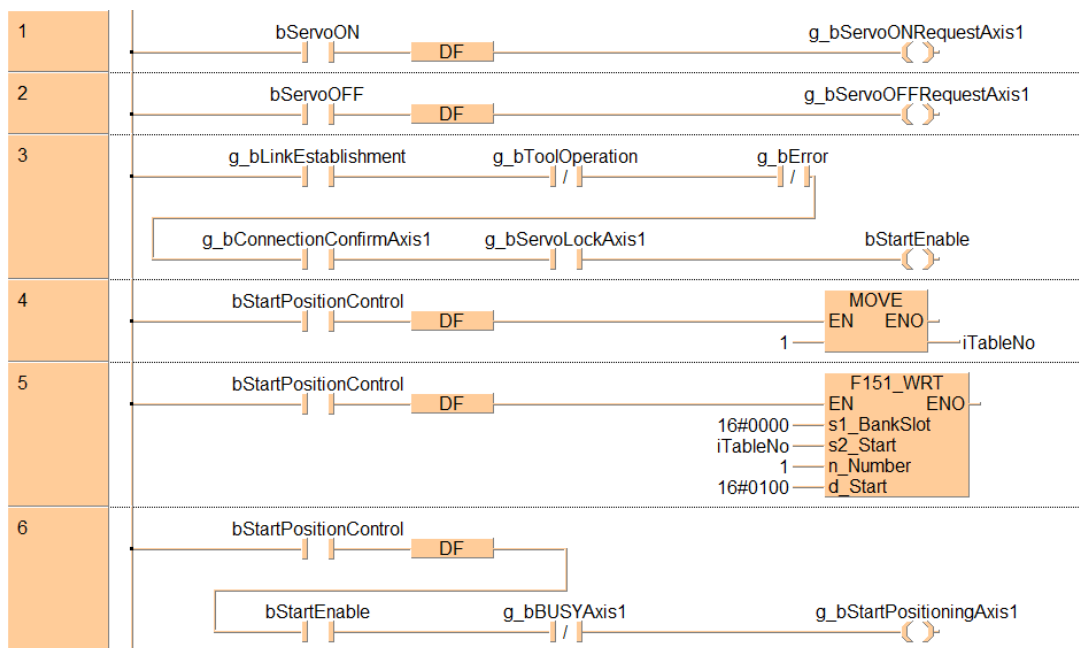 1
bServoON
g_bServoONRequestAxis1
DF
2
bServoOFF
g_bServoOFFRequestAxis1
DF
3
g_bLinkEstablishment
g_bToolOperation
g_bError
/
/
g_bConnectionConfirmAxis1
g_bServoLockAxis1
bStartEnable
4
bStartPositionControl
DF
MOVE
EN ENO
1
iTableNo
5
bStartPositionControl
DF
F151_WRT
EN ENO
16#0000
s1_BankSlot
iTableNo
s2_Start
1
n_Number
16#0100
d_Start
6
bStartPositionControl
DF
bStartEnable
g_bBUSYAxis1
g_bStartPositioningAxis1
/